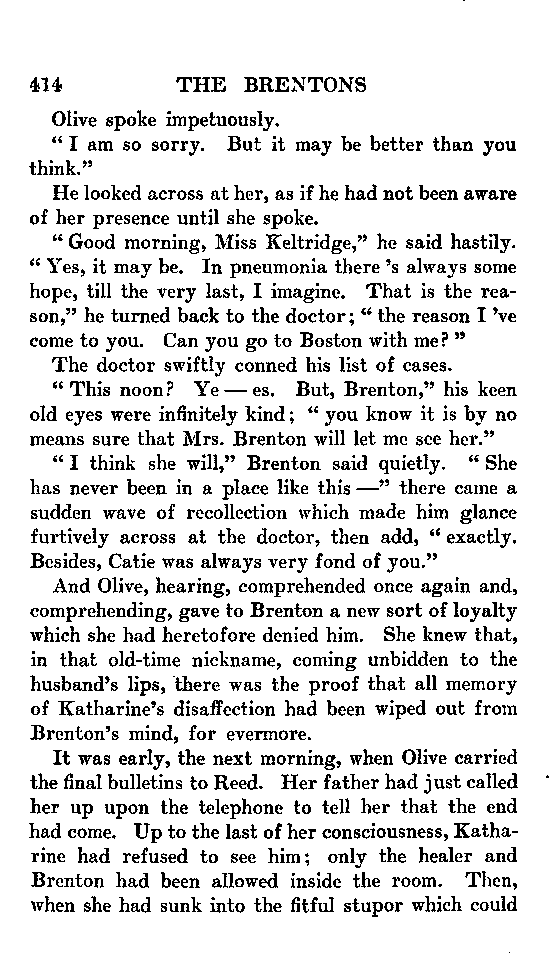 414 THE BRENTONS
Olive spoke impetuously.
“ I am so sorry. But it may be better than you
think.”
He looked across at her, as if he had not been aware
of her presence until she spoke.
“ Good morning, Miss Keltridge,” he said hastily.
“ Yes, it may be. In pneumonia there ’s always some
hope, till the very last, I imagine. That is the rea-
son,” he turned back to the doctor; “ the reason I ’ve
come to you. Can you go to Boston with me? ”
The doctor swiftly conned his list of cases.
“ This noon? Ye — es. But, Brenton,” his keen
old eyes were infinitely kind; “ you know it is by no
means sure that Mrs. Brenton will let me see her.”
“ I think she will,” Brenton said quietly. “ She
has never been in a place like this —” there came a
sudden wave of recollection which made him glance
furtively across at the doctor, then add, “ exactly.
Besides, Catie was always very fond of you.”
And Olive, hearing, comprehended once again and,
comprehending, gave to Brenton a new sort of loyalty
which she had heretofore denied him. She knew that,
in that old-time nickname, coming unbidden to the
husband’s lips, there was the proof that all memory
of Katharine’s disaffection had been wiped out from
Brenton’s mind, for evermore.
It was early, the next morning, when Olive carried
the final bulletins to Reed. Her father had just called
her up upon the telephone to tell her that the end
had come. Up to the last of her consciousness, Katha-
rine had refused to see him; only the healer and
Brenton had been allowed inside the room. Then,
when she had sunk into the fitful stupor which could